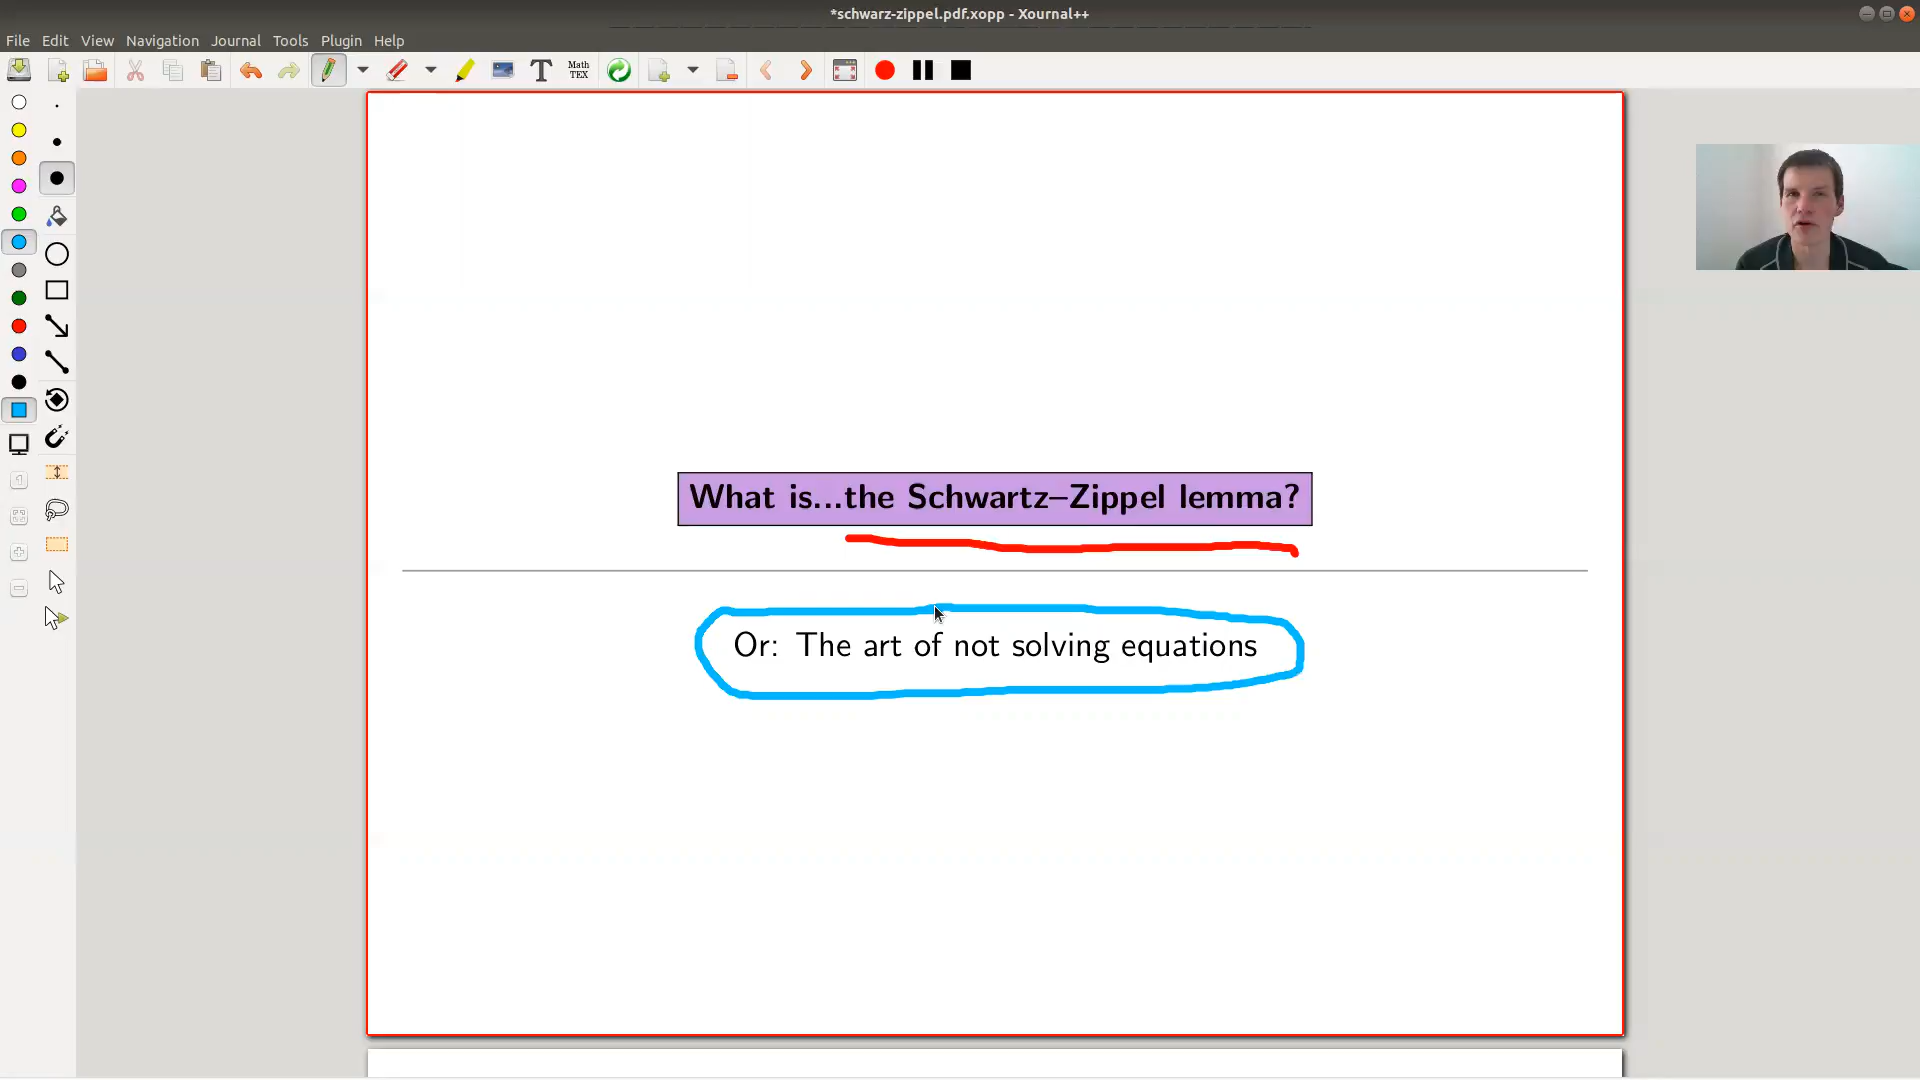 *schwarz-zippel.pdf.xopp - Xournal++
File Edit View Navigation Journal Tools Plugin Help
Math
TEX
What is...the Schwartz–Zippel lemma?
Or: The art of not solving equations